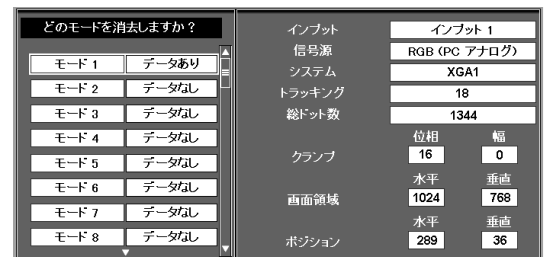 どのモードを消去しますか？
モード 1 データあり
モード 2 データなし
モード 3 データなし
モード 4 データなし
モード 5 データなし
モード 6 データなし
モード 7 データなし
モード 8 データなし
インプット インプット 1
信号源 RGB (PC アナログ)
システム XGA1
トラッキング 18
総ドット数 1344
位相 幅
クランプ 16 0
水平 垂直
画面領域 1024 768
水平 垂直
ポジション 289 36